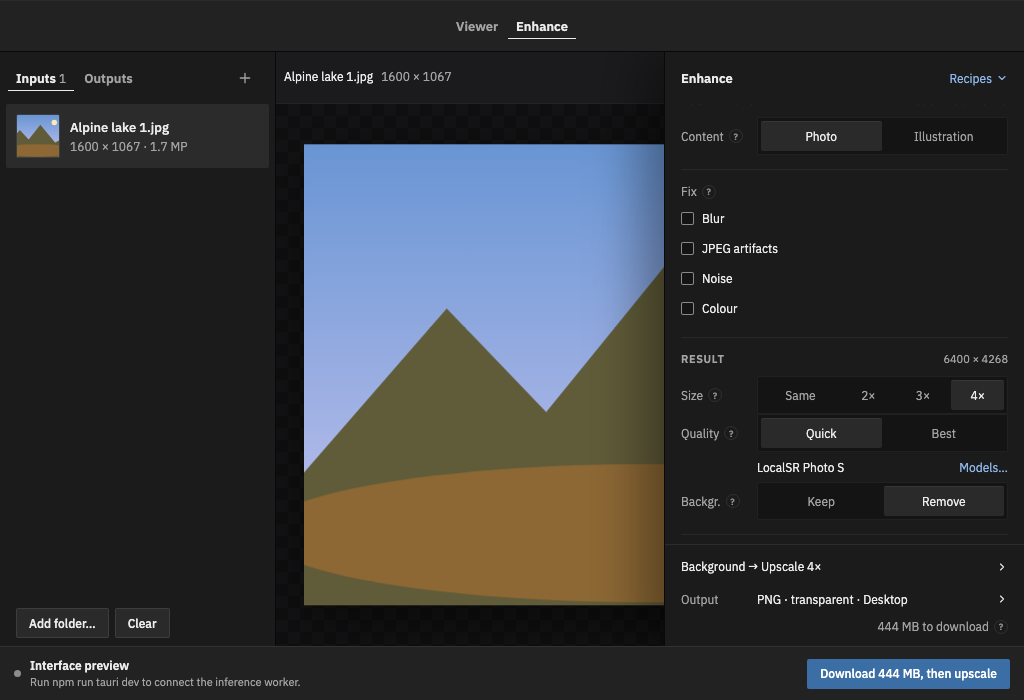 Viewer Enhance
Inputs 1 Outputs +
Alpine lake 1.jpg
1600 × 1067 · 1.7 MP
Add folder... Clear
Alpine lake 1.jpg 1600 × 1067
Enhance Recipes
Content ? Photo Illustration
Fix ?
Blur
JPEG artifacts
Noise
Colour
RESULT 6400 × 4268
Size ? Same 2× 3× 4×
Quality ? Quick Best
LocalSR Photo S Models...
Backgr. ? Keep Remove
Background → Upscale 4×
Output PNG · transparent · Desktop
444 MB to download ?
Interface preview
Run npm run tauri dev to connect the inference worker.
Download 444 MB, then upscale